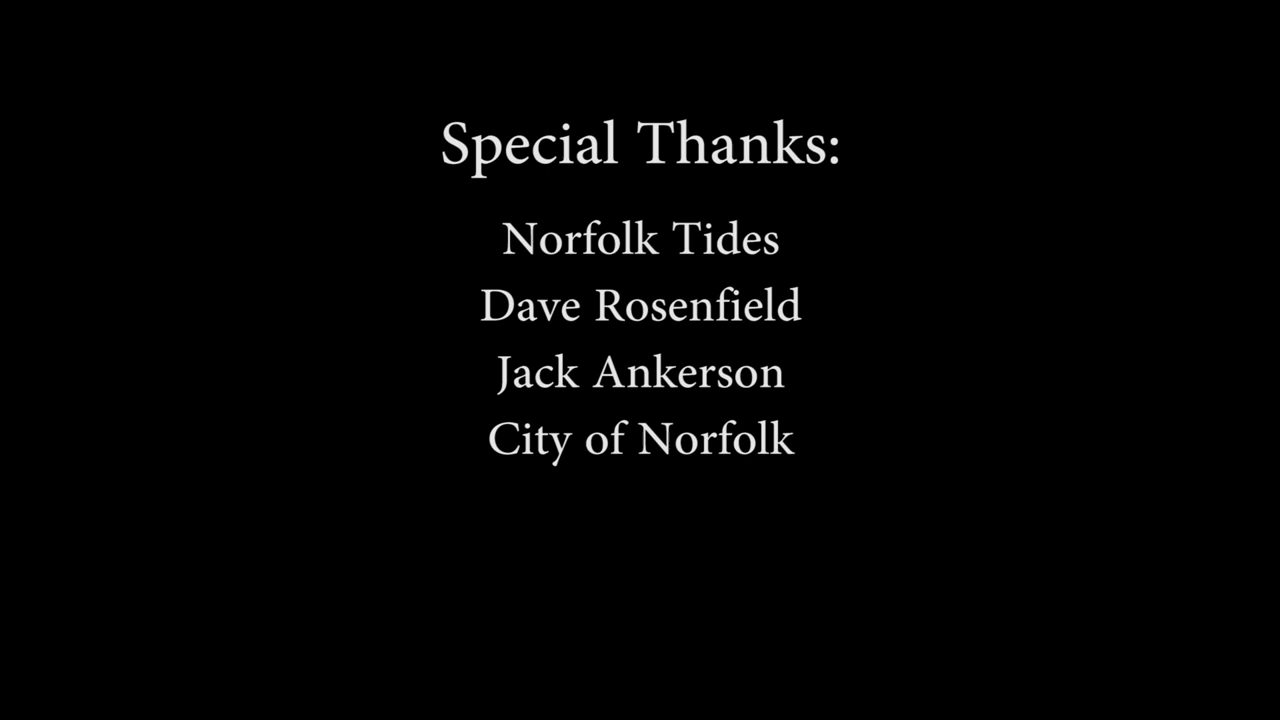 Special Thanks:
Norfolk Tides
Dave Rosenfield
Jack Ankerson
City of Norfolk